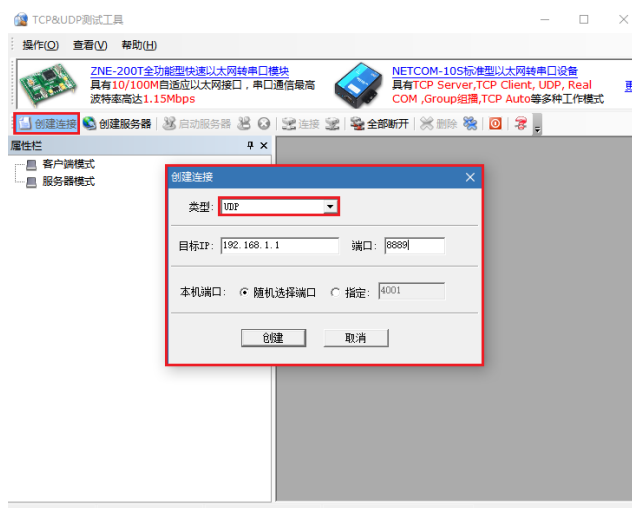 TCP&UDP测试工具
操作(O) 查看(V) 帮助(H)
ZNE-200T全功能型快速以太网转串口模块
具有10/100M自适应以太网接口，串口通信最高
波特率高达1.15Mbps
NETCOM-10S标准型以太网转串口设备
具有TCP Server,TCP Client, UDP, Real
COM ,Group组播,TCP Auto等多种工作模式
创建连接 创建服务器 启动服务器 连接 全部断开 删除
属性栏
客户端模式
服务器模式
创建连接
类型: UDP
目标IP: 192.168.1.1 端口: 8889
本机端口: 随机选择端口 指定: 4001
创建 取消